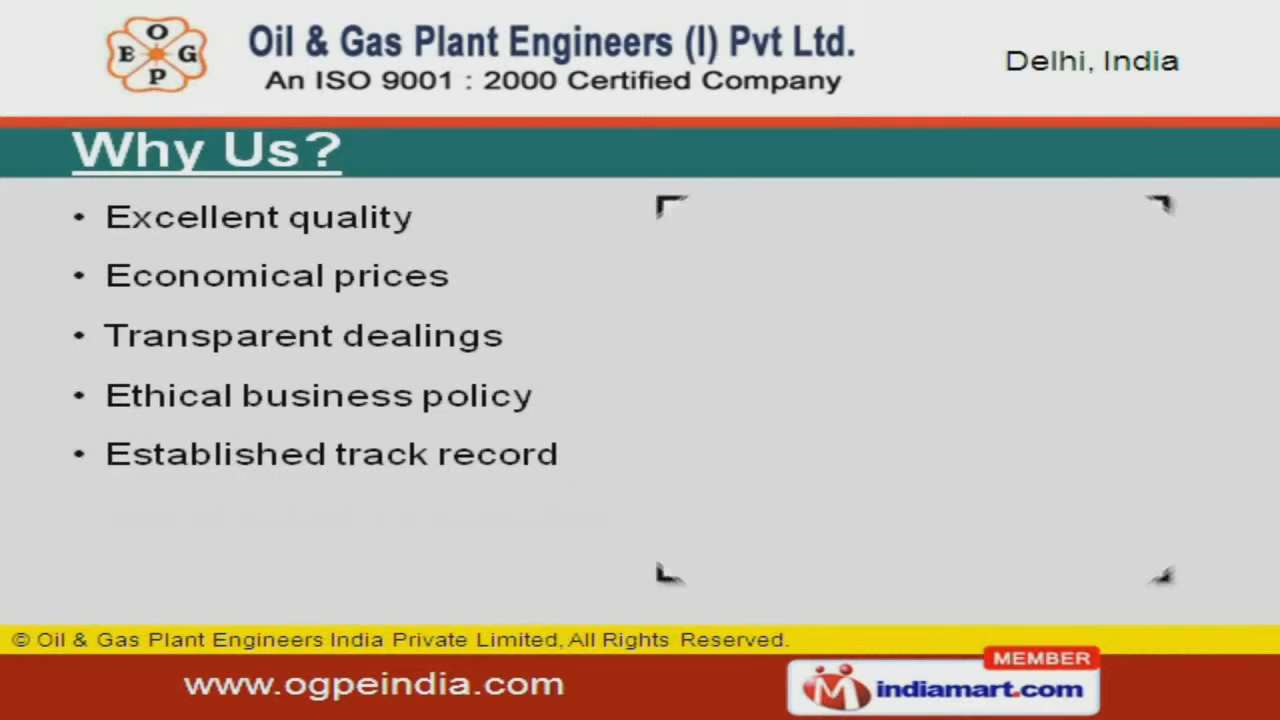 O
E G
P
Oil & Gas Plant Engineers (I) Pvt Ltd.
An ISO 9001 : 2000 Certified Company
Delhi, India
Why Us?
• Excellent quality
• Economical prices
• Transparent dealings
• Ethical business policy
• Established track record
© Oil & Gas Plant Engineers India Private Limited, All Rights Reserved.
www.ogpeindia.com
MEMBER
indiamart.com